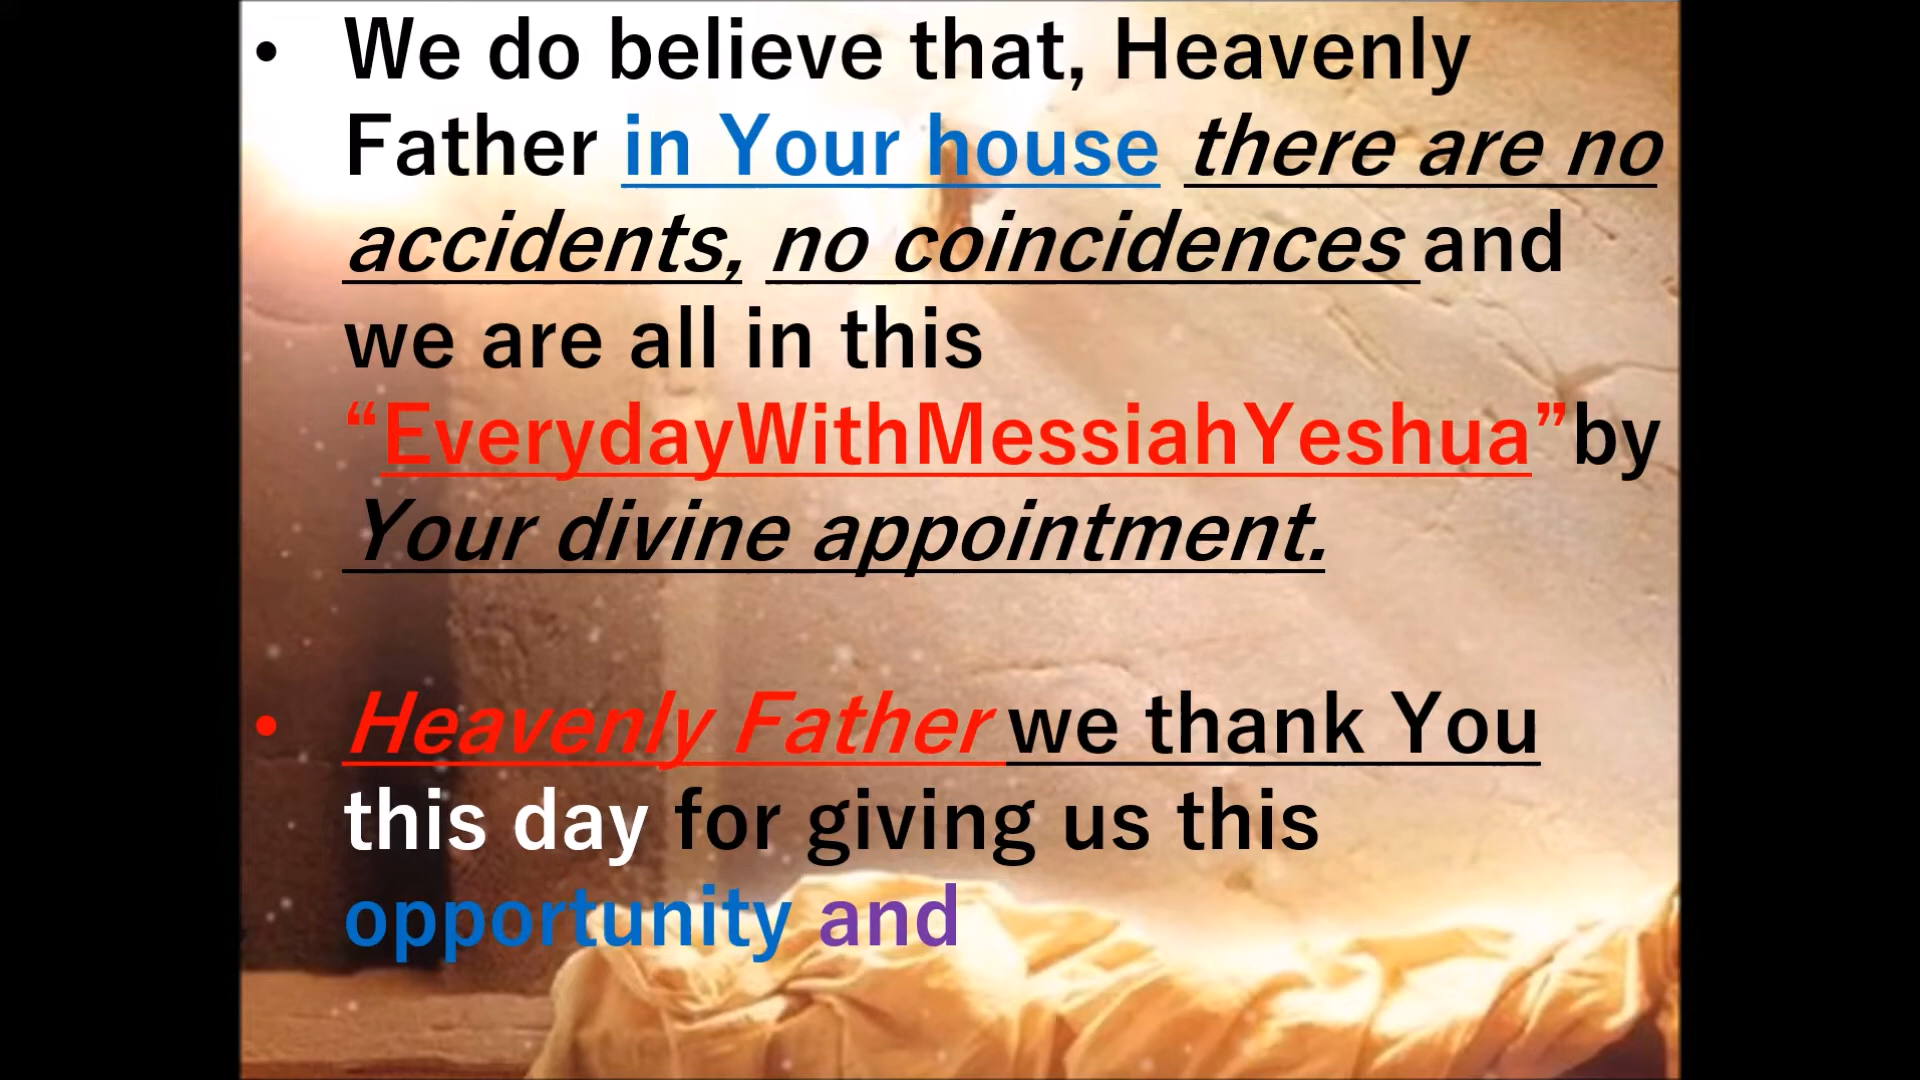 • We do believe that, Heavenly
Father in Your house there are no
accidents, no coincidences and
we are all in this
“EverydayWithMessiahYeshua”by
Your divine appointment.
• Heavenly Father we thank You
this day for giving us this
opportunity and